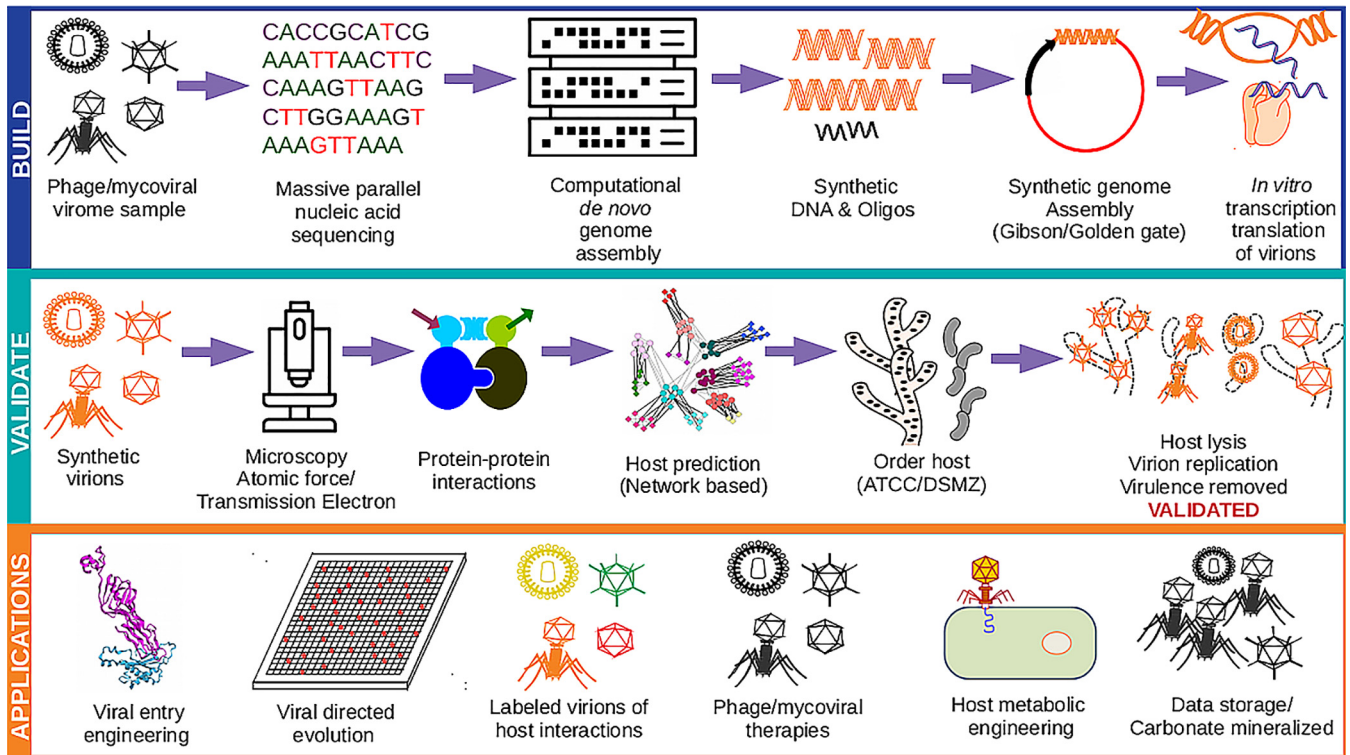 BUILD
CACCGCATCG
AAATTAACTTC
CAAAGTTAAG
CTTGGAAAGT
AAAGTTAAA
Phage/mycoviral
virome sample
Massive parallel
nucleic acid
sequencing
Computational
de novo
genome
assembly
Synthetic
DNA & Oligos
Synthetic genome
Assembly
(Gibson/Golden gate)
In vitro
transcription
translation
of virions
VALIDATE
Synthetic
virions
Microscopy
Atomic force/
Transmission Electron
Protein-protein
interactions
Host prediction
(Network based)
Order host
(ATCC/DSMZ)
Host lysis
Virion replication
Virulence removed
VALIDATED
APPLICATIONS
Viral entry
engineering
Viral directed
evolution
Labeled virions of
host interactions
Phage/mycoviral
therapies
Host metabolic
engineering
Data storage/
Carbonate mineralized